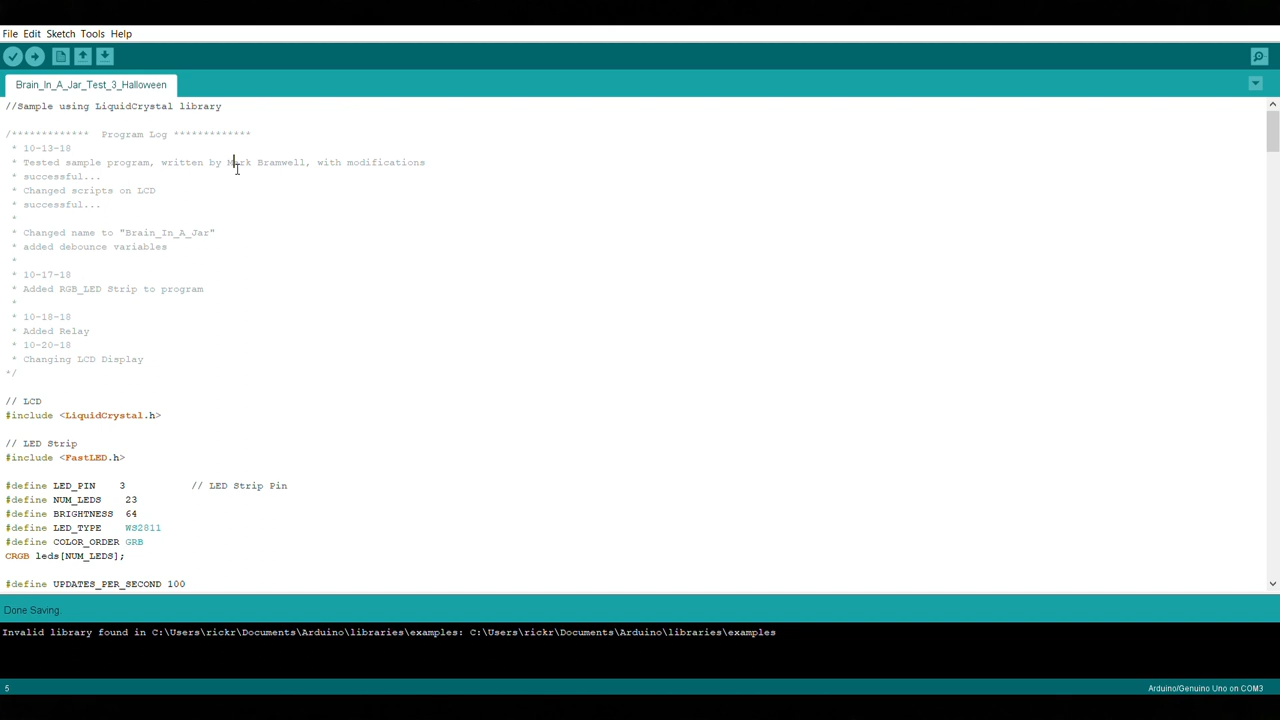 File Edit Sketch Tools Help
Brain_In_A_Jar_Test_3_Halloween
//Sample using LiquidCrystal library
/************* Program Log *************
* 10-13-18
* Tested sample program, written by Mark Bramwell, with modifications
* successful...
* Changed scripts on LCD
* successful...
*
* Changed name to "Brain_In_A_Jar"
* added debounce variables
*
* 10-17-18
* Added RGB_LED Strip to program
*
* 10-18-18
* Added Relay
* 10-20-18
* Changing LCD Display
*/
// LCD
#include <LiquidCrystal.h>
// LED Strip
#include <FastLED.h>
#define LED_PIN 3 // LED Strip Pin
#define NUM_LEDS 23
#define BRIGHTNESS 64
#define LED_TYPE WS2811
#define COLOR_ORDER GRB
CRGB leds[NUM_LEDS];
#define UPDATES_PER_SECOND 100
Done Saving.
Invalid library found in C:\Users\rickr\Documents\Arduino\libraries\examples: C:\Users\rickr\Documents\Arduino\libraries\examples
5 Arduino/Genuino Uno on COM3